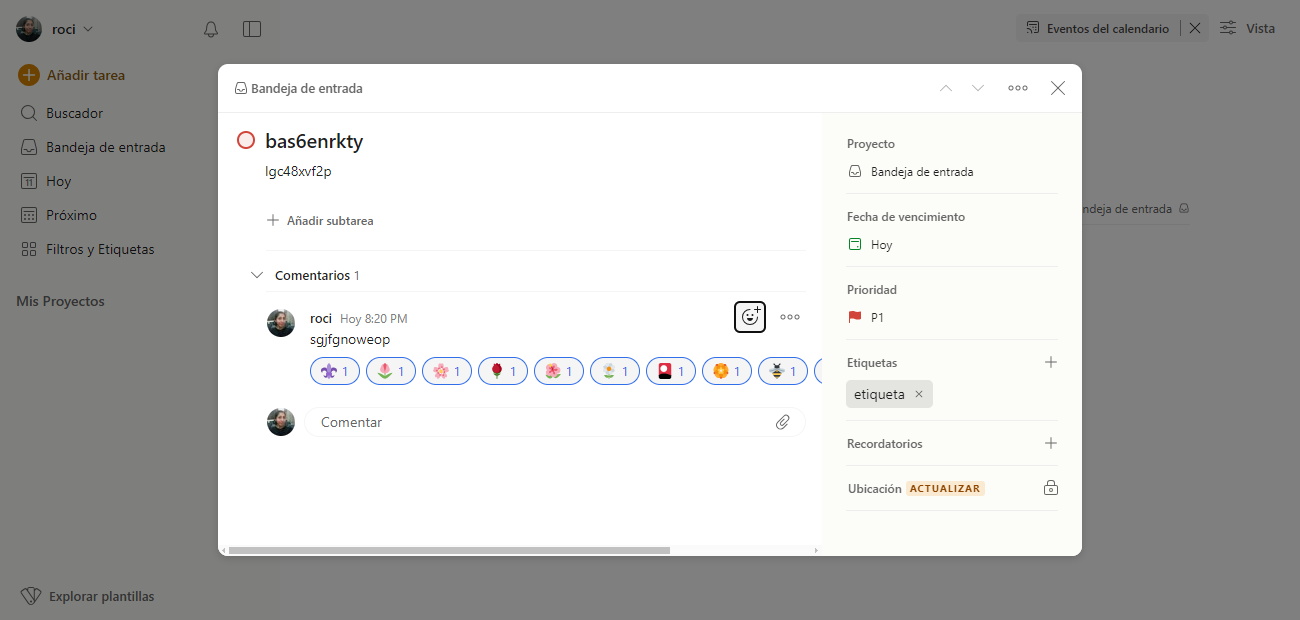 roci
Eventos del calendario
Vista
Añadir tarea
Buscador
Bandeja de entrada
11 Hoy
Próximo
Filtros y Etiquetas
Mis Proyectos
Explorar plantillas
Bandeja de entrada
bas6enrkty
lgc48xvf2p
Añadir subtarea
Comentarios 1
roci Hoy 8:20 PM
sgjfgnoweop
1 1 1 1 1 1 1 1 1
Comentar
Proyecto
Bandeja de entrada
Fecha de vencimiento
Hoy
Prioridad
P1
Etiquetas
etiqueta
Recordatorios
Ubicación ACTUALIZAR
ndeja de entrada